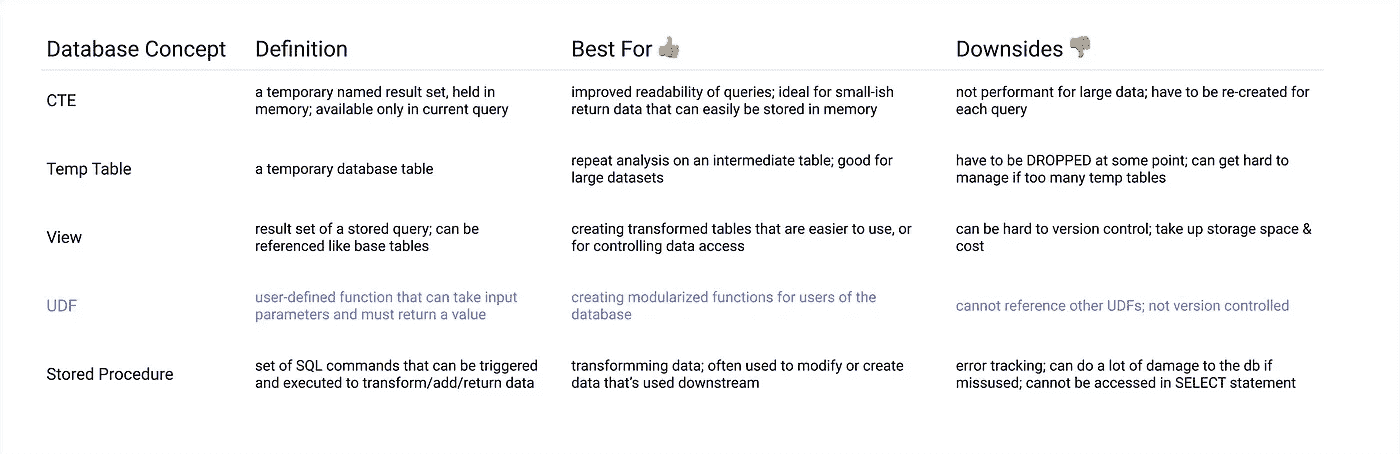 Database Concept
Definition
Best For 👍
Downsides 👎
CTE
a temporary named result set, held in
memory; available only in current query
improved readability of queries; ideal for small-ish
return data that can easily be stored in memory
not performant for large data; have to be re-created for
each query
Temp Table
a temporary database table
repeat analysis on an intermediate table; good for
large datasets
have to be DROPPED at some point; can get hard to
manage if too many temp tables
View
result set of a stored query; can be
referenced like base tables
creating transformed tables that are easier to use, or
for controlling data access
can be hard to version control; take up storage space &
cost
UDF
user-defined function that can take input
parameters and must return a value
creating modularized functions for users of the
database
cannot reference other UDFs; not version controlled
Stored Procedure
set of SQL commands that can be triggered
and executed to transform/add/return data
transformming data; often used to modify or create
data that's used downstream
error tracking; can do a lot of damage to the db if
missused; cannot be accessed in SELECT statement